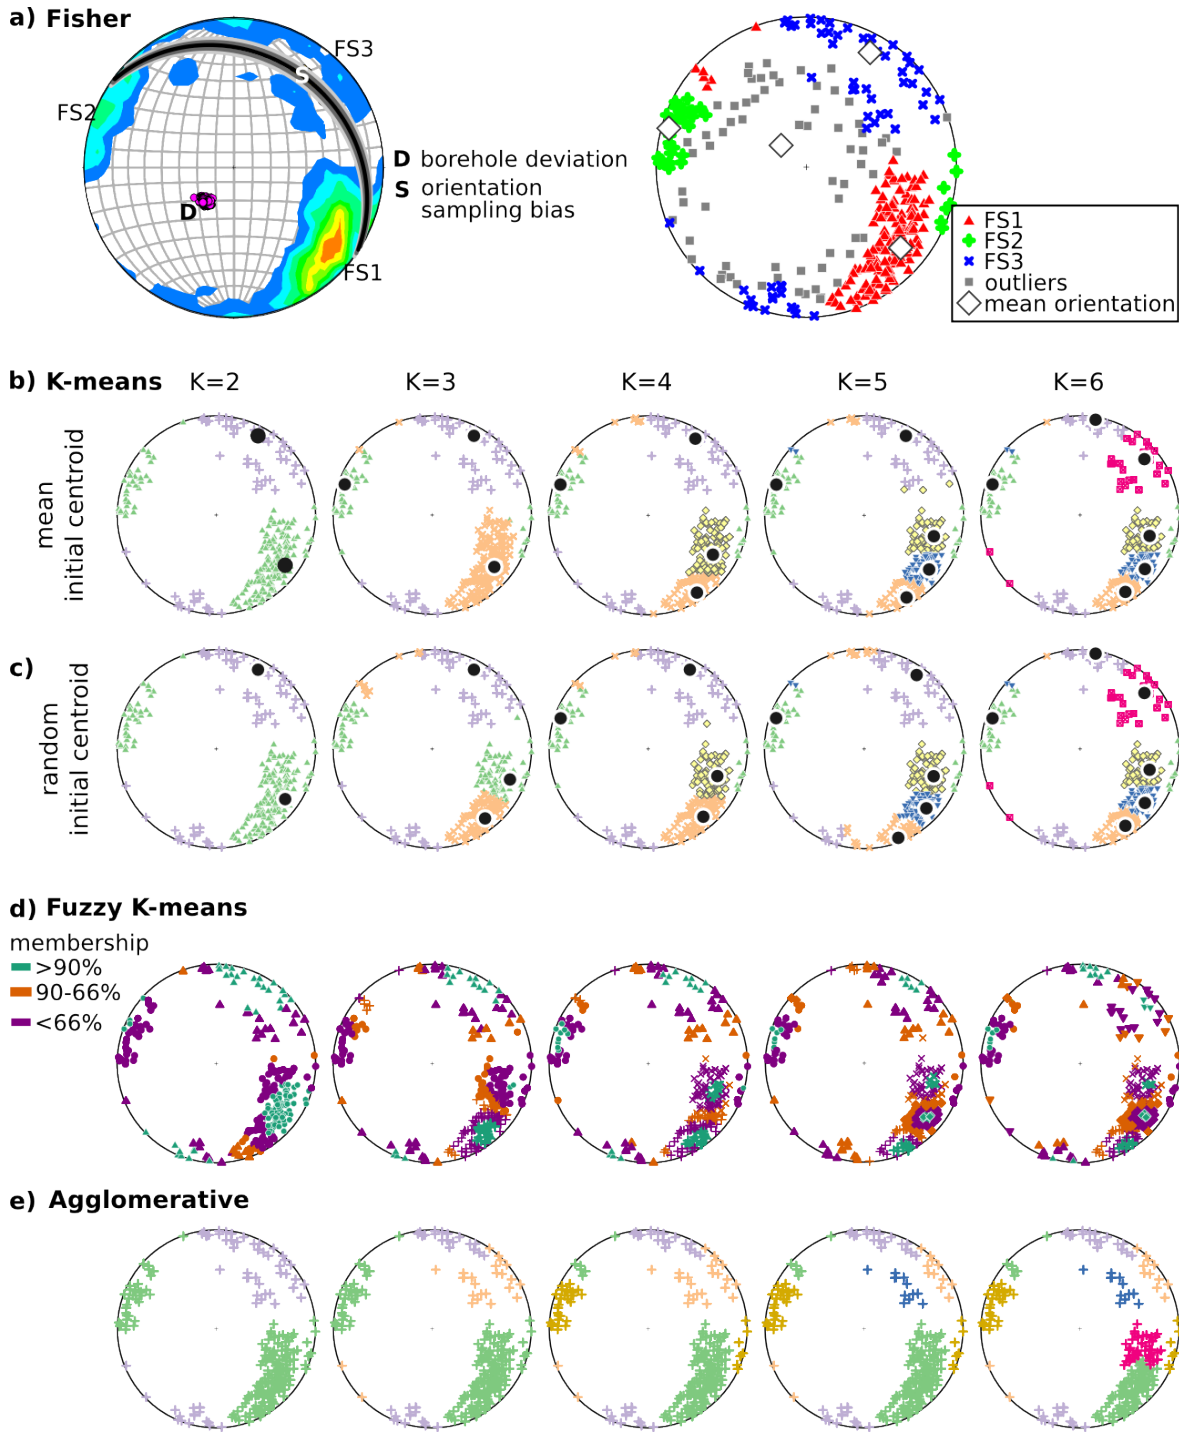 a) Fisher
FS3
S
FS2
D
FS1
D borehole deviation
S orientation
sampling bias
FS1
FS2
FS3
outliers
mean orientation
b) K-means K=2 K=3 K=4 K=5 K=6
mean
initial centroid
c)
random
initial centroid
d) Fuzzy K-means
membership
>90%
90-66%
<66%
e) Agglomerative